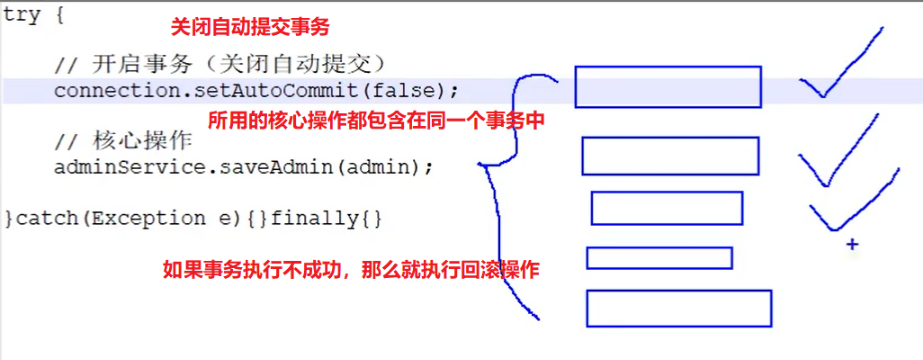 try {
关闭自动提交事务
// 开启事务（关闭自动提交）
connection.setAutoCommit(false);
所用的核心操作都包含在同一个事务中
// 核心操作
adminService.saveAdmin(admin);
}catch(Exception e){}finally{}
如果事务执行不成功，那么就执行回滚操作